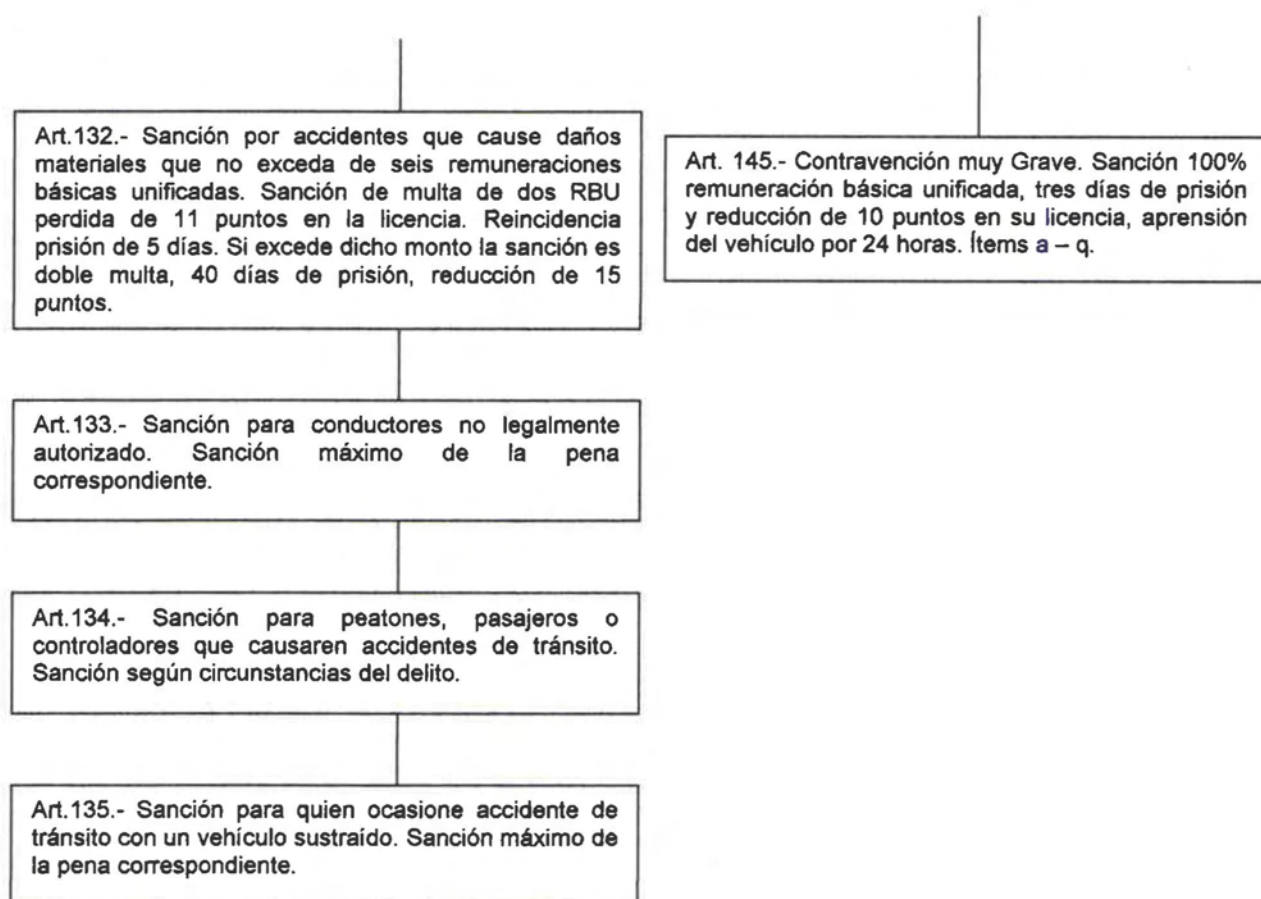 Art.132.- Sanción por accidentes que cause daños
materiales que no exceda de seis remuneraciones
básicas unificadas. Sanción de multa de dos RBU
perdida de 11 puntos en la licencia. Reincidencia
prisión de 5 días. Si excede dicho monto la sanción es
doble multa, 40 días de prisión, reducción de 15
puntos.
Art.133.- Sanción para conductores no legalmente
autorizado. Sanción máximo de la pena
correspondiente.
Art.134.- Sanción para peatones, pasajeros o
controladores que causaren accidentes de tránsito.
Sanción según circunstancias del delito.
Art.135.- Sanción para quien ocasione accidente de
tránsito con un vehículo sustraído. Sanción máximo de
la pena correspondiente.
Art. 145.- Contravención muy Grave. Sanción 100%
remuneración básica unificada, tres días de prisión
y reducción de 10 puntos en su licencia, aprensión
del vehículo por 24 horas. Ítems a – q.